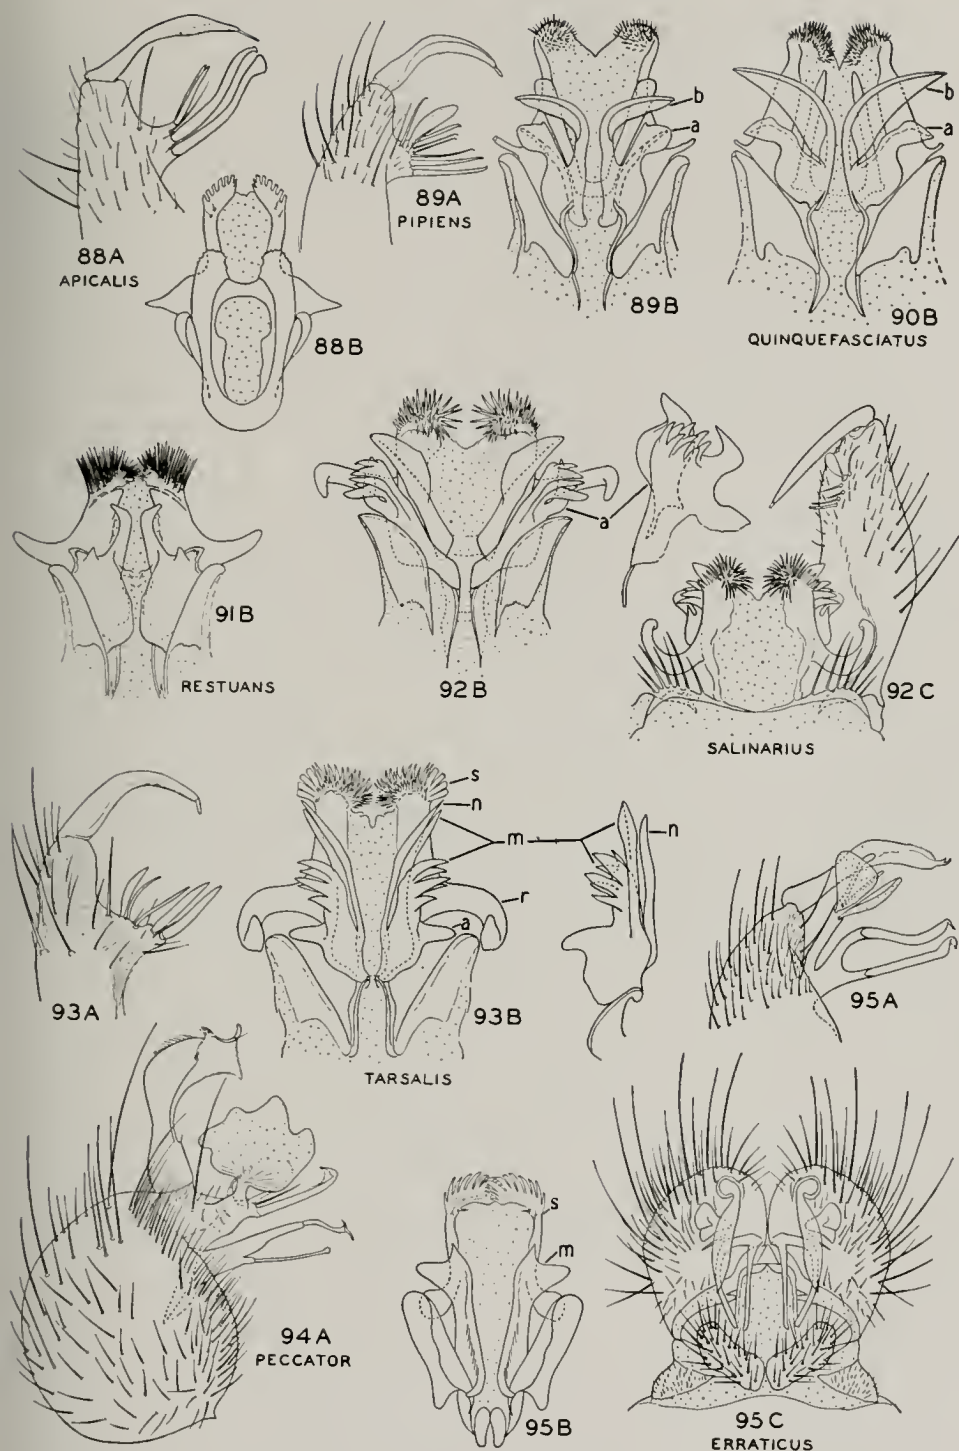 88A
APICALIS
88B
89A
PIPIENS
b
a
89B
b
a
90B
QUINQUEFASCIATUS
91B
RESTUANS
a
92B
92C
SALINARIUS
93A
s
n
m
n
r
a
93B
TARSALIS
95A
94A
PECCATOR
s
m
95B
95C
ERRATICUS